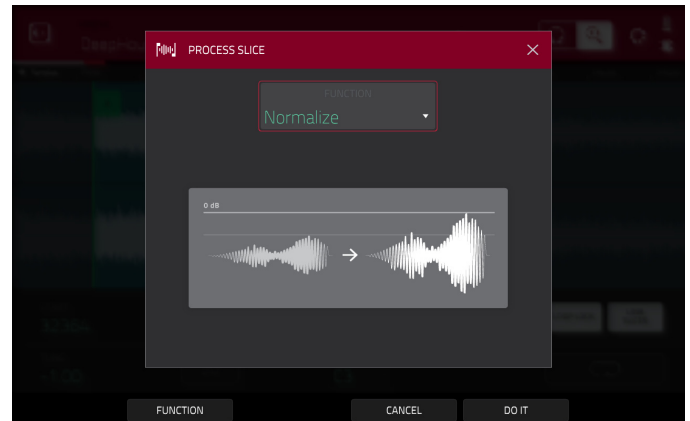 PROCESS SLICE
FUNCTION
Normalize
0 dB
FUNCTION
CANCEL
DO IT